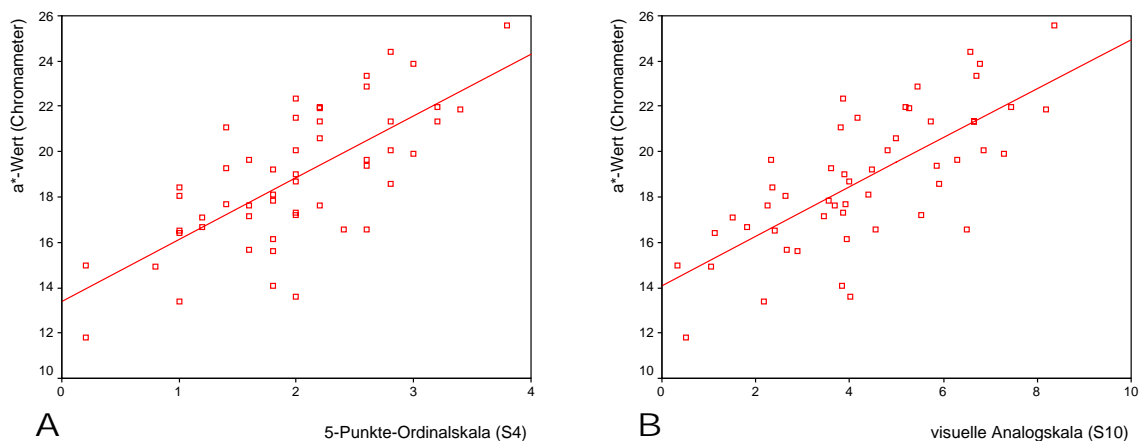 26
24
22
20
18
16
14
12
10
a*-Wert (Chromameter)
0 1 2 3 4
A
5-Punkte-Ordinalskala (S4)
26
24
22
20
18
16
14
12
10
a*-Wert (Chromameter)
0 2 4 6 8 10
B
visuelle Analogskala (S10)